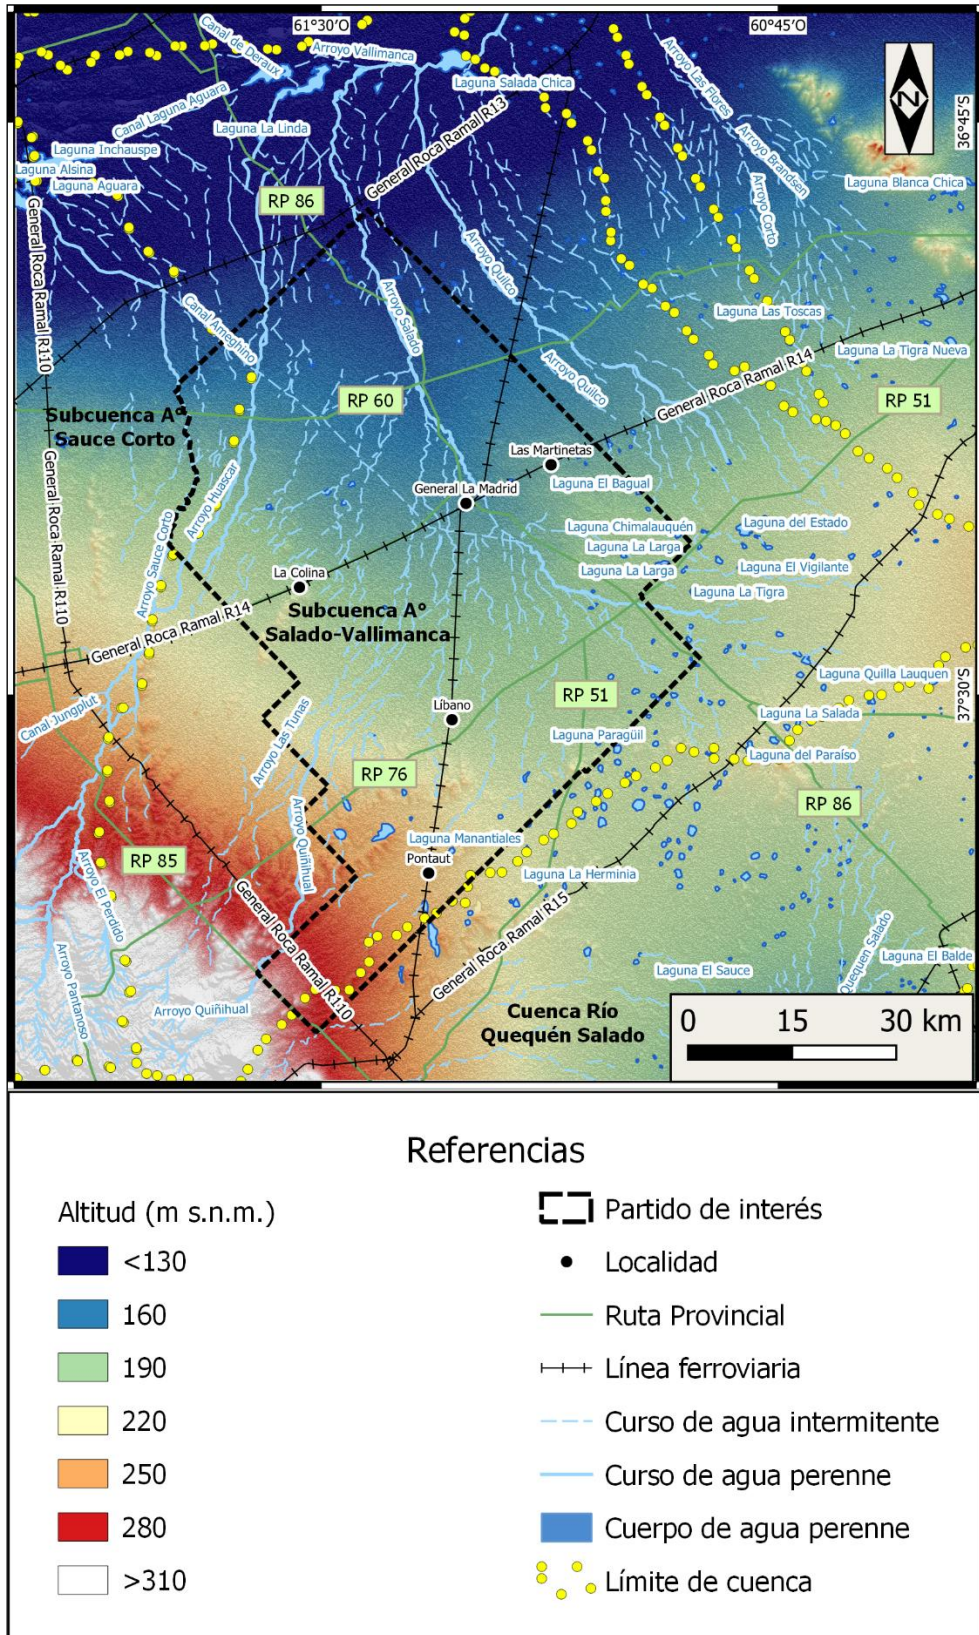 61°30'O
60°45'O
Canal de Deraux
Arroyo Vallimanca
Arroyo Las Flores
Laguna Salada Chica
Canal Laguna Aguara
N
36°45'S
Laguna La Linda
General Roca Ramal R13
Laguna Inchauspe
Arroyo Brandsen
Laguna Alsina
Laguna Aguara
Laguna Blanca Chica
RP 86
Arroyo Corto
General Roca Ramal R110
Arroyo Quilco
Arroyo Salado
Canal Ameghino
Laguna Las Toscas
Laguna La Tigra Nueva
General Roca Ramal R14
Arroyo Quilco
RP 60
RP 51
Subcuenca A°
Sauce Corto
Las Martinetas
Laguna El Bagual
General La Madrid
Arroyo Huascar
Laguna Chimalauquén
Laguna del Estado
Laguna La Larga
General Roca Ramal R110
Arroyo Sauce Corto
La Colina
Laguna La Larga
Laguna El Vigilante
Laguna La Tigra
Subcuenca A°
Salado-Vallimanca
General Roca Ramal R14
Laguna Quilla Lauquen
37°30'S
RP 51
Canal Jungplut
Líbano
Laguna La Salada
Arroyo Las Tunas
Laguna Paragüil
Laguna del Paraíso
RP 76
RP 86
Arroyo Quiñihual
Laguna Manantiales
RP 85
Pontaut
Laguna La Herminia
Arroyo El Perdido
General Roca Ramal R110
General Roca Ramal R15
Laguna El Sauce
Quequen Salado
Laguna El Balde
Arroyo Pantanoso
Arroyo Quiñihual
Cuenca Río
Quequén Salado
0 15 30 km
Referencias
Altitud (m s.n.m.)
<130
160
190
220
250
280
>310
Partido de interés
Localidad
Ruta Provincial
Línea ferroviaria
Curso de agua intermitente
Curso de agua perenne
Cuerpo de agua perenne
Límite de cuenca